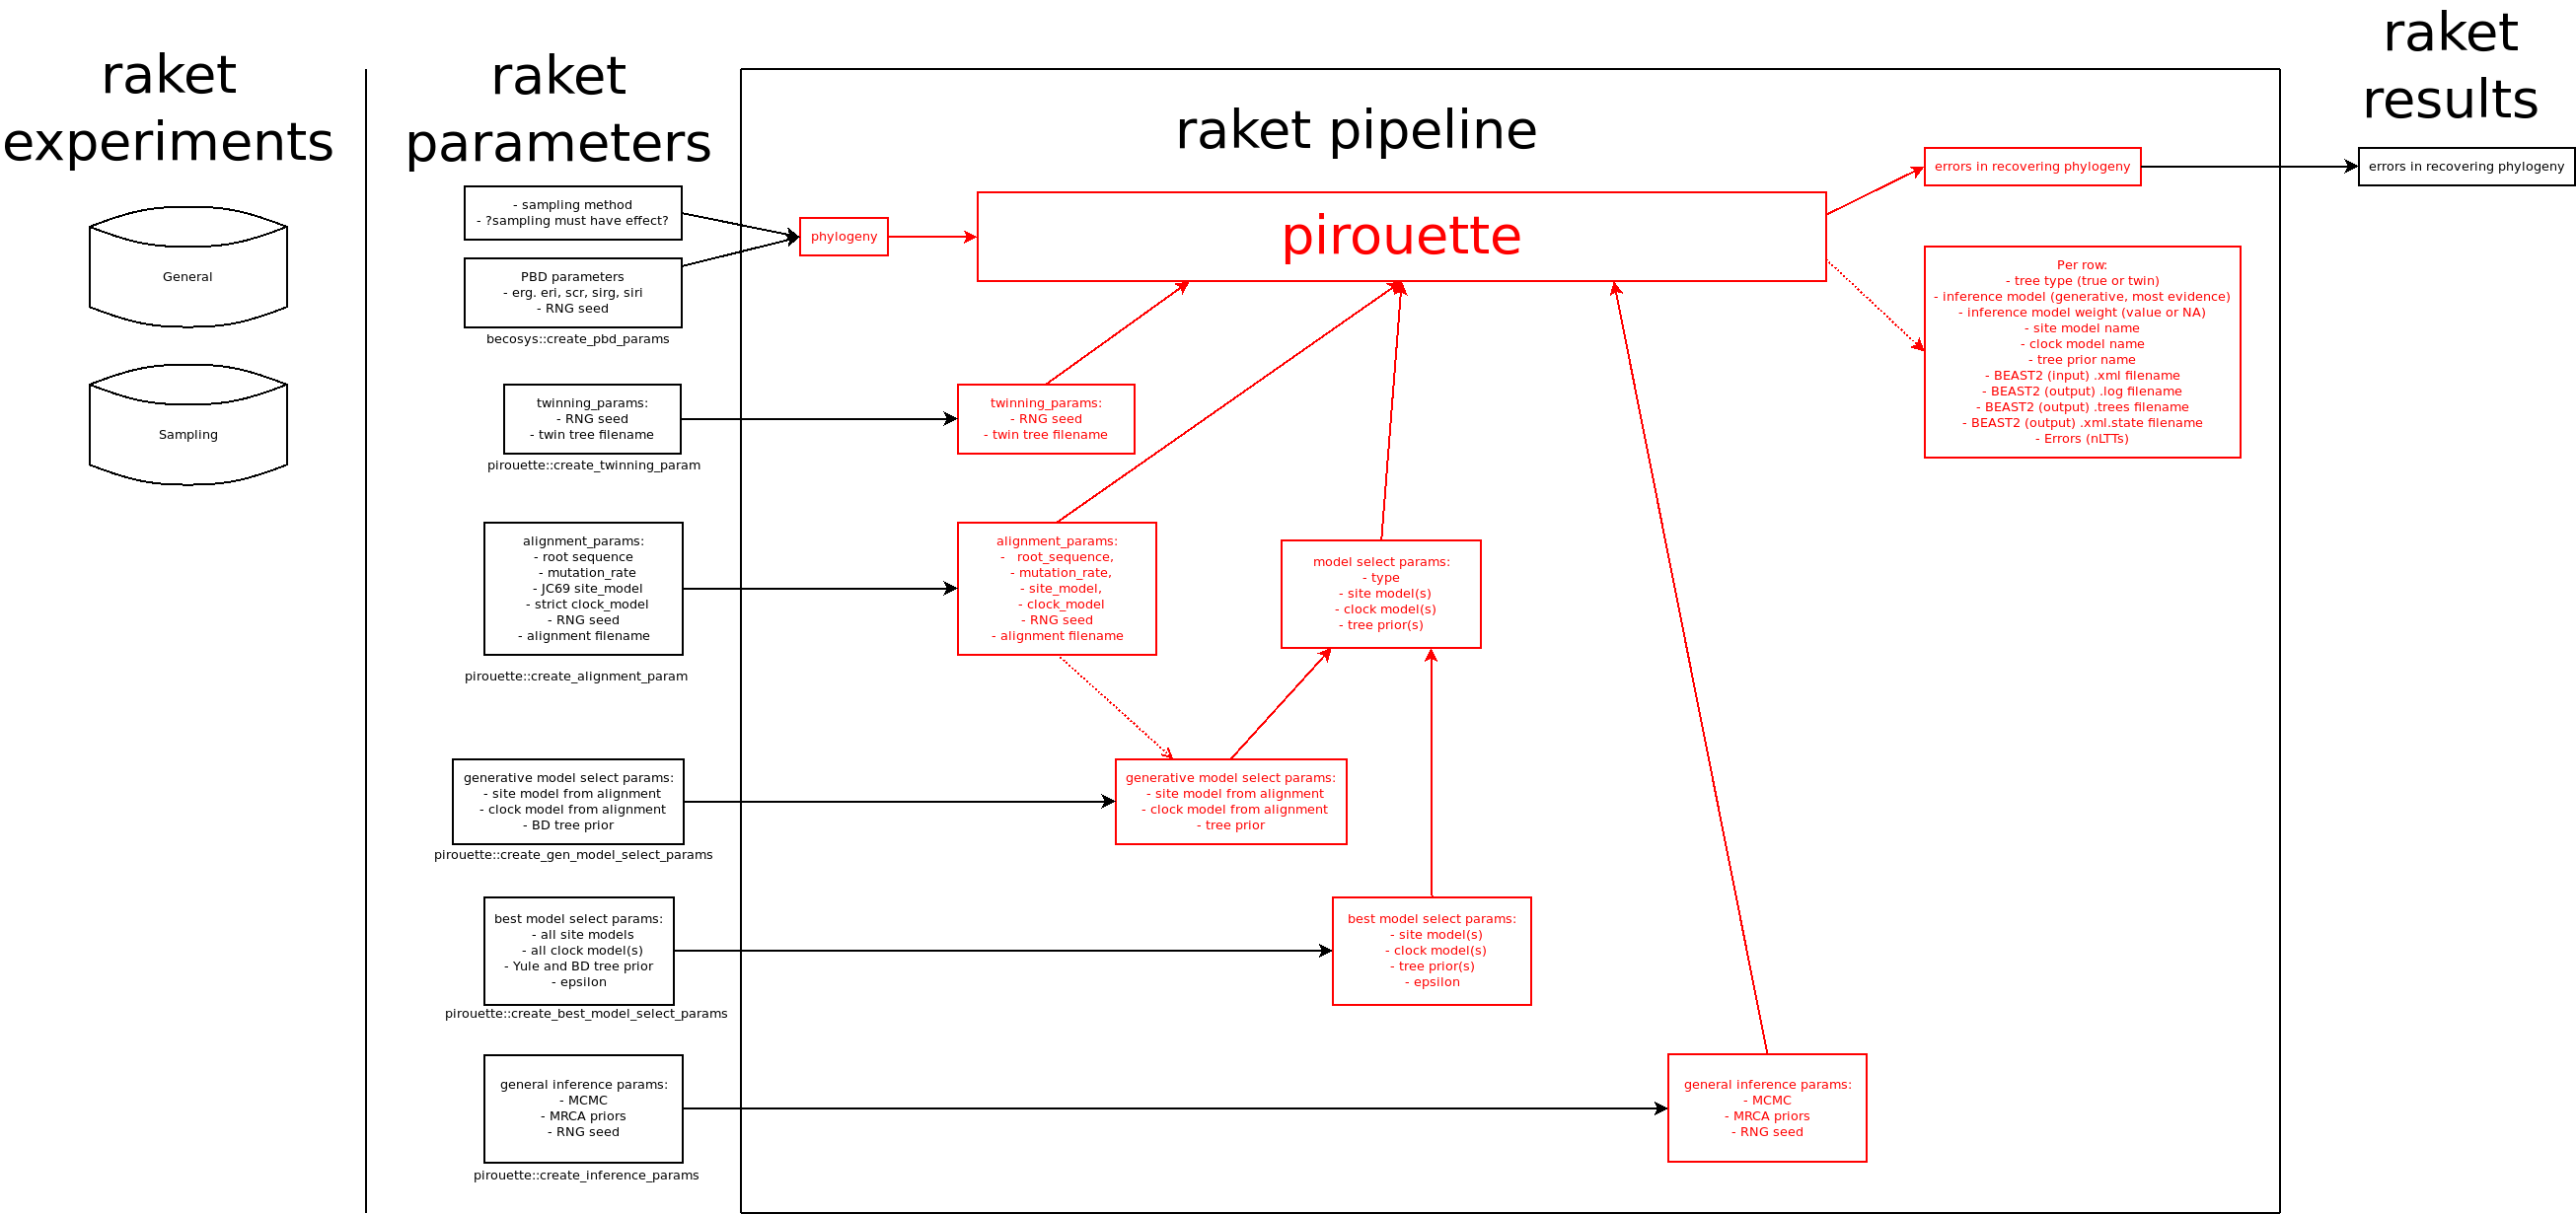 raket
experiments
General
Sampling
raket
parameters
- sampling method
- ?sampling must have effect?
PBD parameters
- erg. eri, scr, sirg, siri
- RNG seed
becosys::create_pbd_params
twinning_params:
- RNG seed
- twin tree filename
pirouette::create_twinning_param
alignment_params:
- root sequence
- mutation_rate
- JC69 site_model
- strict clock_model
- RNG seed
- alignment filename
pirouette::create_alignment_param
generative model select params:
- site model from alignment
- clock model from alignment
- BD tree prior
pirouette::create_gen_model_select_params
best model select params:
- all site models
- all clock model(s)
- Yule and BD tree prior
- epsilon
pirouette::create_best_model_select_params
general inference params:
- MCMC
- MRCA priors
- RNG seed
pirouette::create_inference_params
raket pipeline
phylogeny
pirouette
twinning_params:
- RNG seed
- twin tree filename
alignment_params:
- root_sequence,
- mutation_rate,
- site_model,
- clock_model
- RNG seed
- alignment filename
model select params:
- type
- site model(s)
- clock model(s)
- tree prior(s)
generative model select params:
- site model from alignment
- clock model from alignment
- tree prior
best model select params:
- site model(s)
- clock model(s)
- tree prior(s)
- epsilon
general inference params:
- MCMC
- MRCA priors
- RNG seed
errors in recovering phylogeny
Per row:
- tree type (true or twin)
- inference model (generative, most evidence)
- inference model weight (value or NA)
- site model name
- clock model name
- tree prior name
- BEAST2 (input) .xml filename
- BEAST2 (output) .log filename
- BEAST2 (output) .trees filename
- BEAST2 (output) .xml.state filename
- Errors (nLTTs)
raket
results
errors in recovering phylogeny